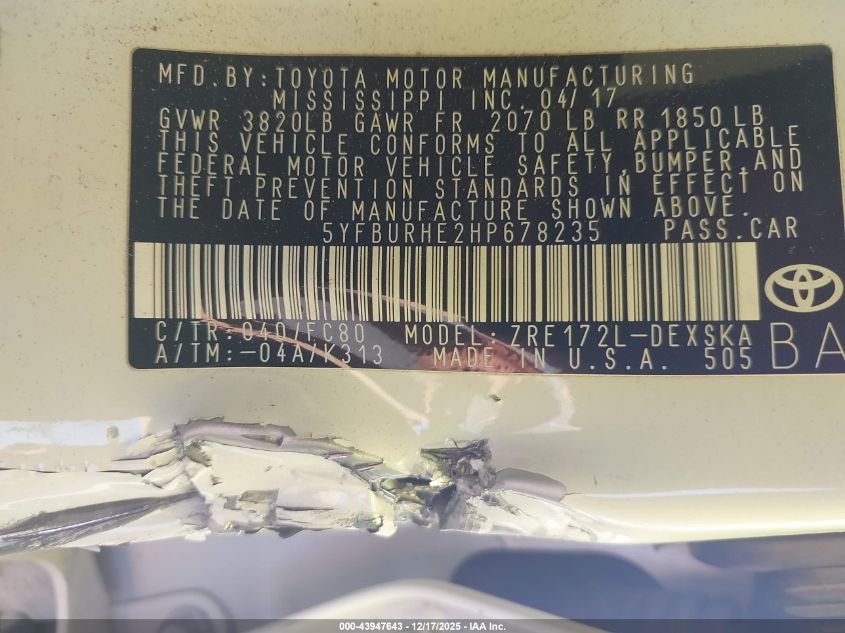 MFD.BY:TOYOTA MOTOR MANUFACTURING
MISSISSIPPI INC. 04/17
GVWR 3820LB GAWR FR 2070 LB RR 1850 LB
THIS VEHICLE CONFORMS TO ALL APPLICABLE
FEDERAL MOTOR VEHICLE SAFETY,BUMPER,AND
THEFT PREVENTION STANDARDS IN EFFECT ON
THE DATE OF MANUFACTURE SHOWN ABOVE.
5YFBURHE2HP678235 PASS.CAR
C/TR:040/FC80 MODEL:ZRE172L-DEXSKA
A/TM:-04A/K313 MADE IN U.S.A. 505 BA
000-43947643 - 12/17/2025 - IAA Inc.